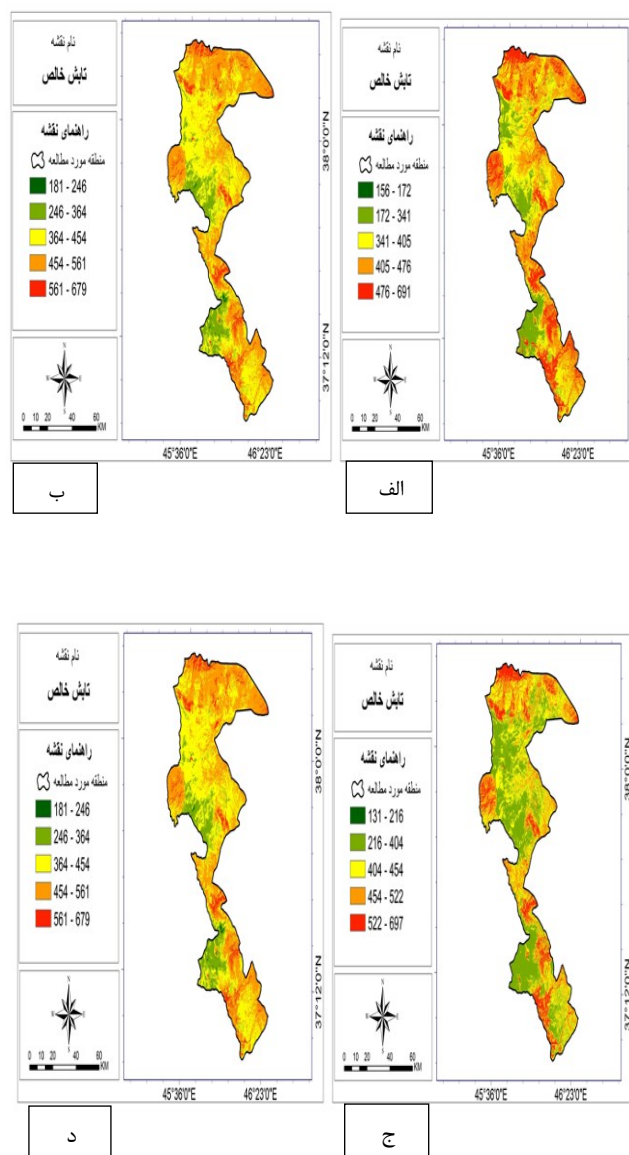 نام نقشه
تابش خالص
راهنمای نقشه
منطقه مورد مطالعه
156 - 172
172 - 341
341 - 405
405 - 476
476 - 691
N
W E
S
0 10 20 40 60
KM
38°0'0"N
37°12'0"N
45°36'0"E 46°23'0"E
الف
نام نقشه
تابش خالص
راهنمای نقشه
منطقه مورد مطالعه
181 - 246
246 - 364
364 - 454
454 - 561
561 - 679
N
W E
S
0 10 20 40 60
KM
38°0'0"N
37°12'0"N
45°36'0"E 46°23'0"E
ب
نام نقشه
تابش خالص
راهنمای نقشه
منطقه مورد مطالعه
131 - 216
216 - 404
404 - 454
454 - 522
522 - 697
N
W E
S
0 10 20 40 60
KM
38°0'0"N
37°12'0"N
45°36'0"E 46°23'0"E
ج
نام نقشه
تابش خالص
راهنمای نقشه
منطقه مورد مطالعه
181 - 246
246 - 364
364 - 454
454 - 561
561 - 679
N
W E
S
0 10 20 40 60
KM
38°0'0"N
37°12'0"N
45°36'0"E 46°23'0"E
د